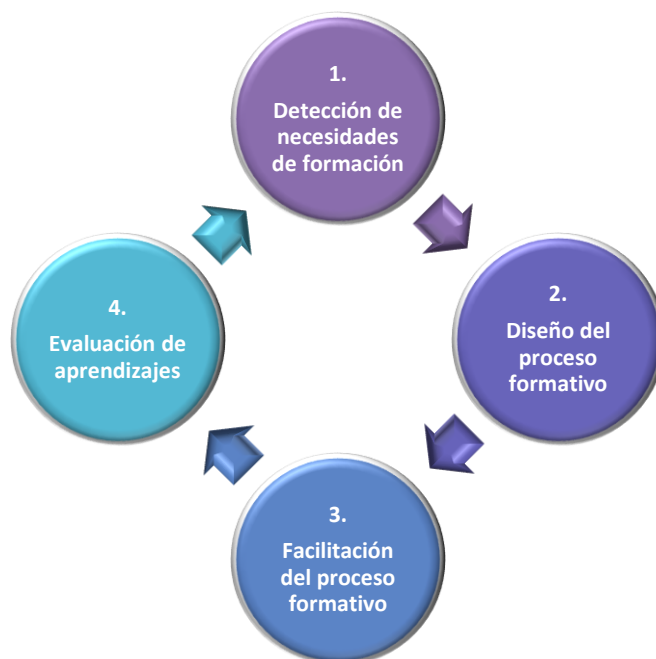 1.
Detección de
necesidades
de formación
2.
Diseño del
proceso
formativo
3.
Facilitación
del proceso
formativo
4.
Evaluación de
aprendizajes